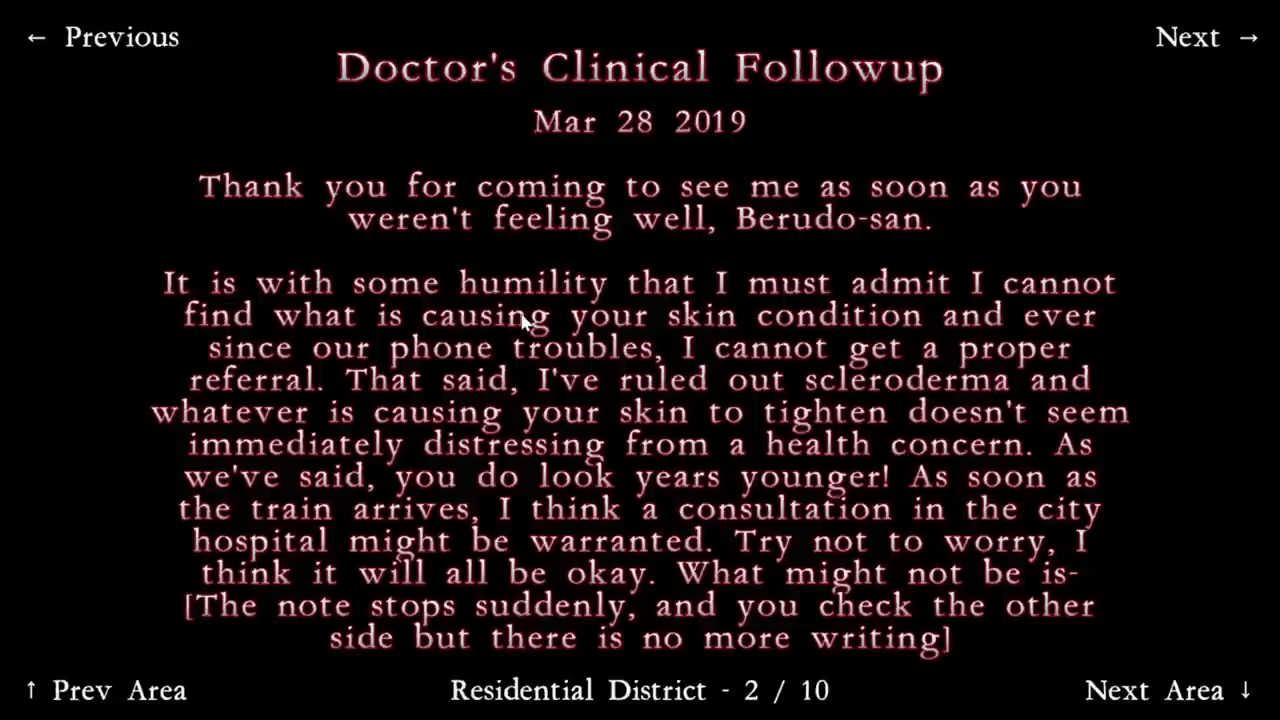 ← Previous
Next →
Doctor's Clinical Followup
Mar 28 2019
Thank you for coming to see me as soon as you
weren't feeling well, Berudo-san.
It is with some humility that I must admit I cannot
find what is causing your skin condition and ever
since our phone troubles, I cannot get a proper
referral. That said, I've ruled out scleroderma and
whatever is causing your skin to tighten doesn't seem
immediately distressing from a health concern. As
we've said, you do look years younger! As soon as
the train arrives, I think a consultation in the city
hospital might be warranted. Try not to worry, I
think it will all be okay. What might not be is-
[The note stops suddenly, and you check the other
side but there is no more writing]
↑ Prev Area
Residential District - 2 / 10
Next Area ↓